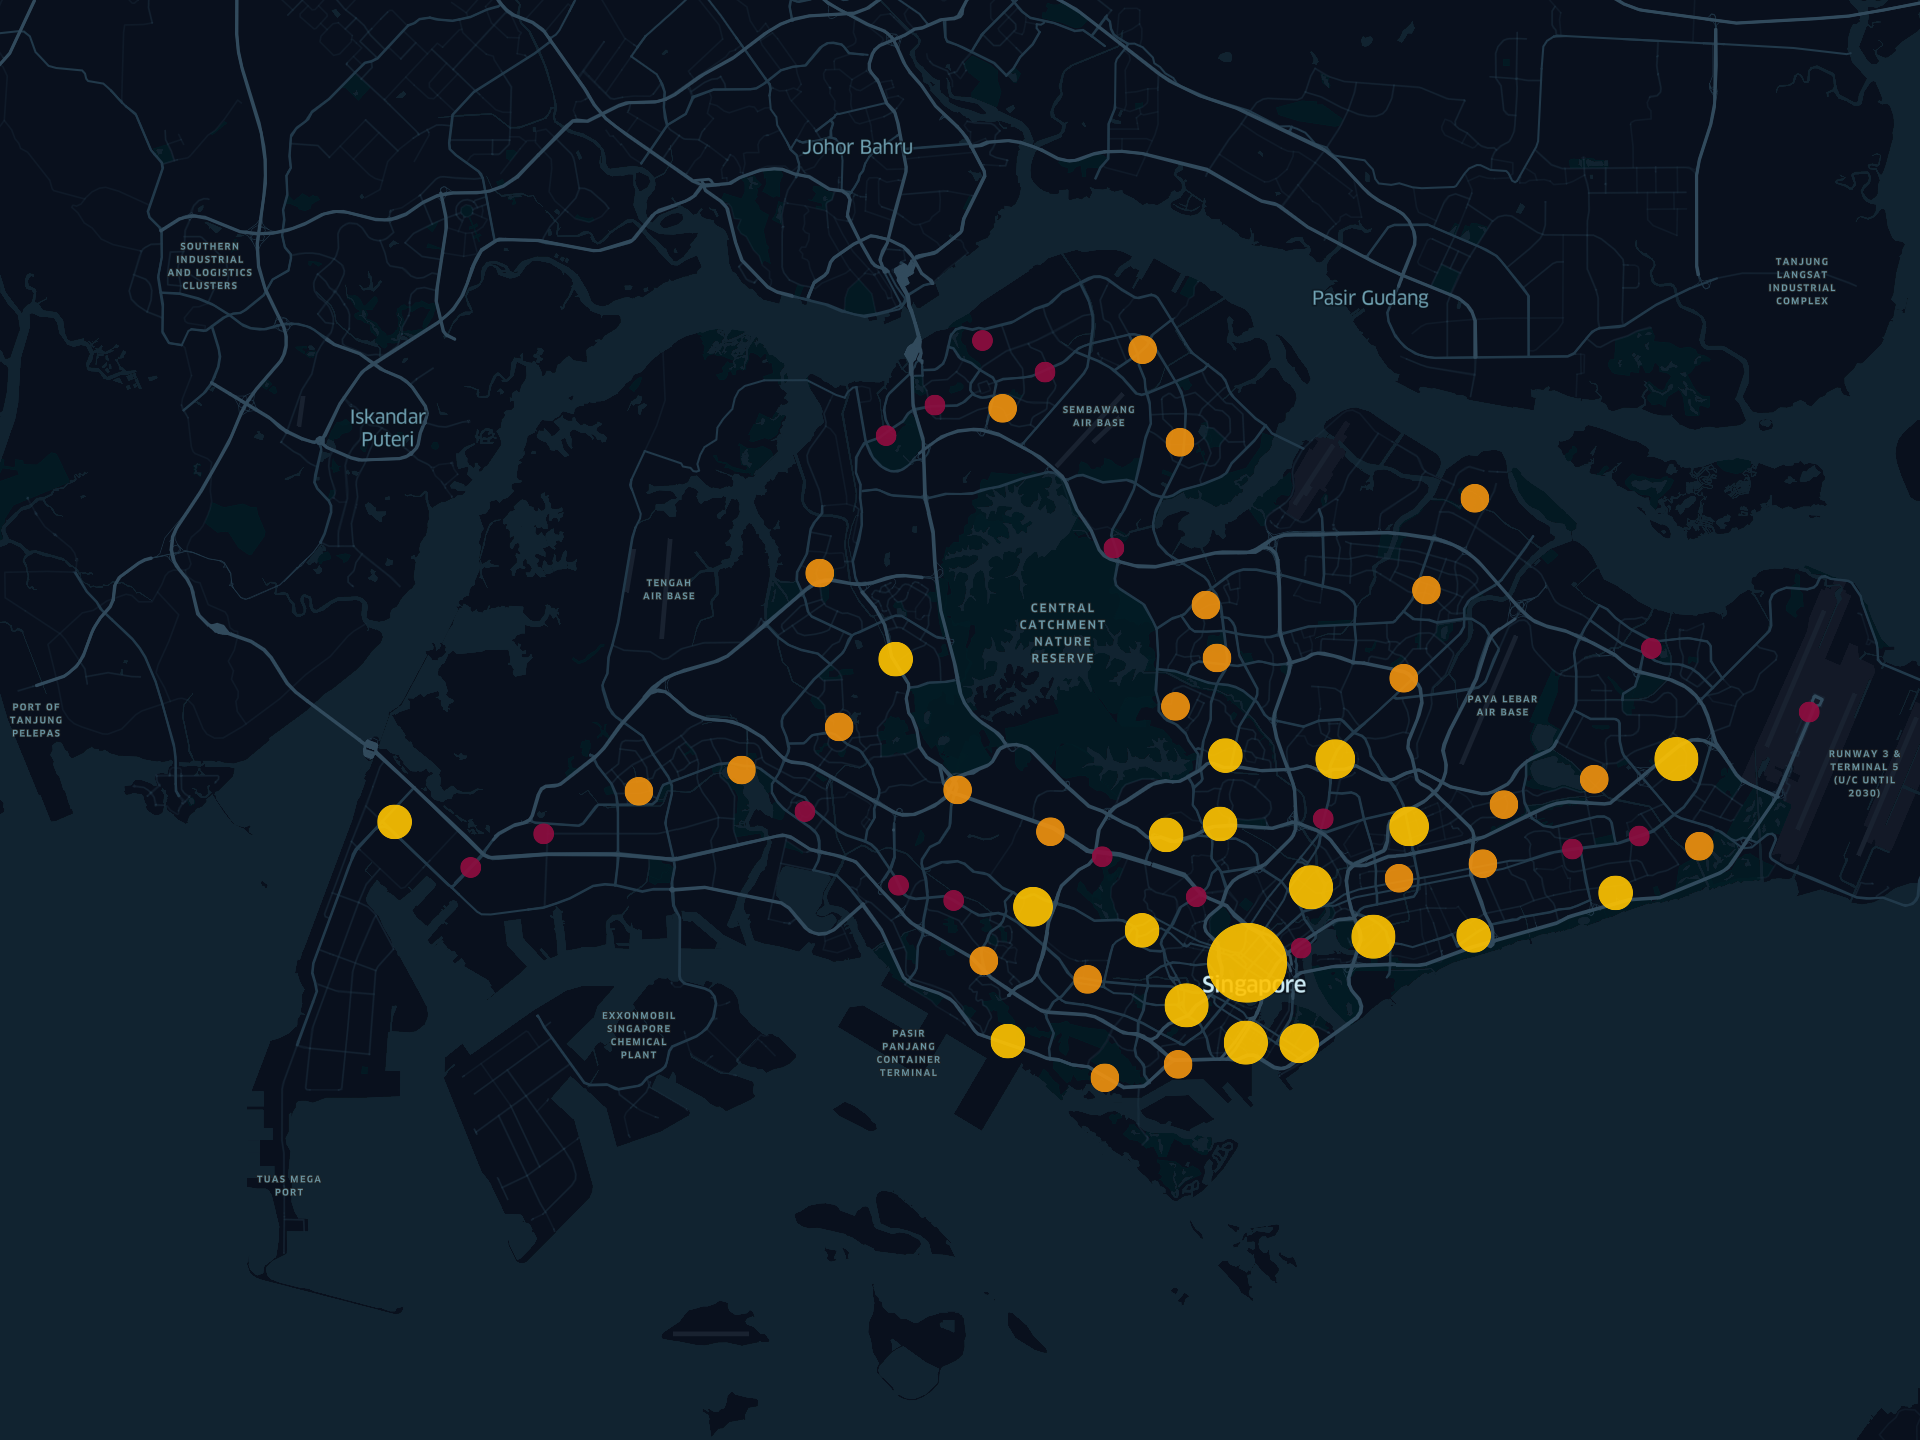 Johor Bahru
SOUTHERN
INDUSTRIAL
AND LOGISTICS
CLUSTERS
TANJUNG
LANGSAT
INDUSTRIAL
COMPLEX
Pasir Gudang
Iskandar
Puteri
SEMBAWANG
AIR BASE
TENGAH
AIR BASE
CENTRAL
CATCHMENT
NATURE
RESERVE
PORT OF
TANJUNG
PELEPAS
PAYA LEBAR
AIR BASE
RUNWAY 3 &
TERMINAL 5
(U/C UNTIL
2030)
Singapore
EXXONMOBIL
SINGAPORE
CHEMICAL
PLANT
PASIR
PANJANG
CONTAINER
TERMINAL
TUAS MEGA
PORT